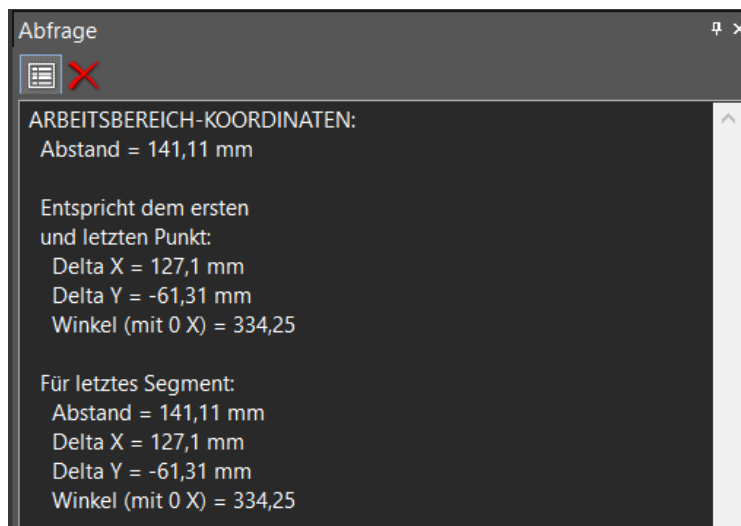 Abfrage
ARBEITSBEREICH-KOORDINATEN:
Abstand = 141,11 mm
Entspricht dem ersten
und letzten Punkt:
Delta X = 127,1 mm
Delta Y = -61,31 mm
Winkel (mit 0 X) = 334,25
Für letztes Segment:
Abstand = 141,11 mm
Delta X = 127,1 mm
Delta Y = -61,31 mm
Winkel (mit 0 X) = 334,25